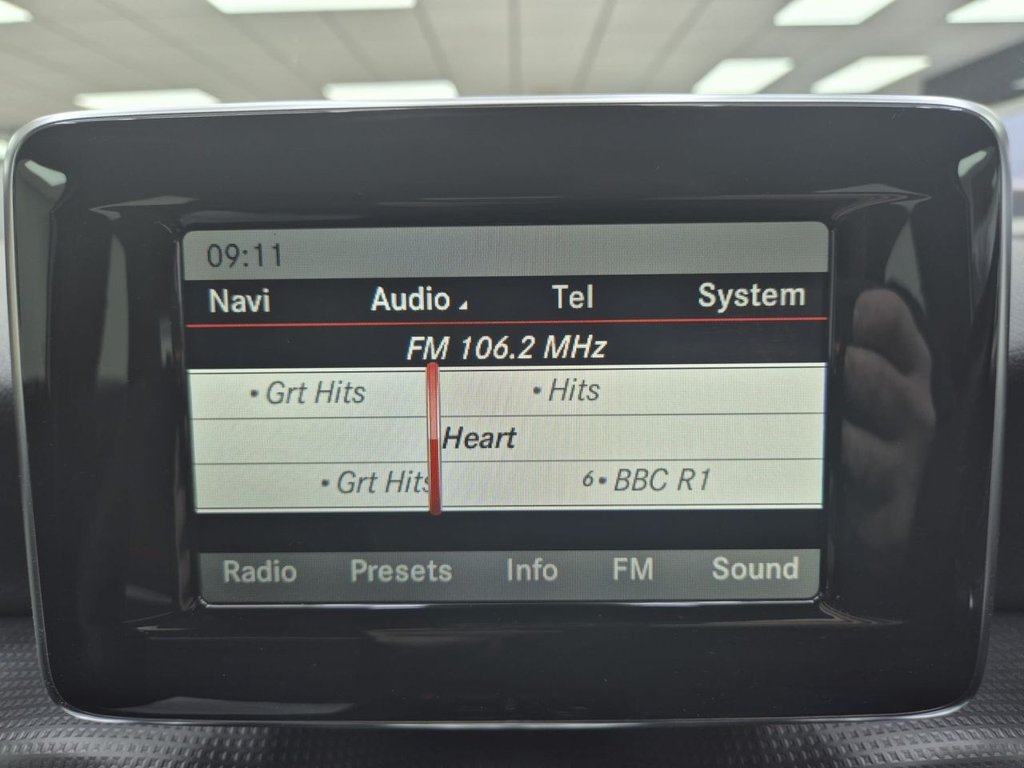 09:11
Navi Audio Tel System
FM 106.2 MHz
• Grt Hits • Hits
Heart
• Grt Hits 6• BBC R1
Radio Presets Info FM Sound